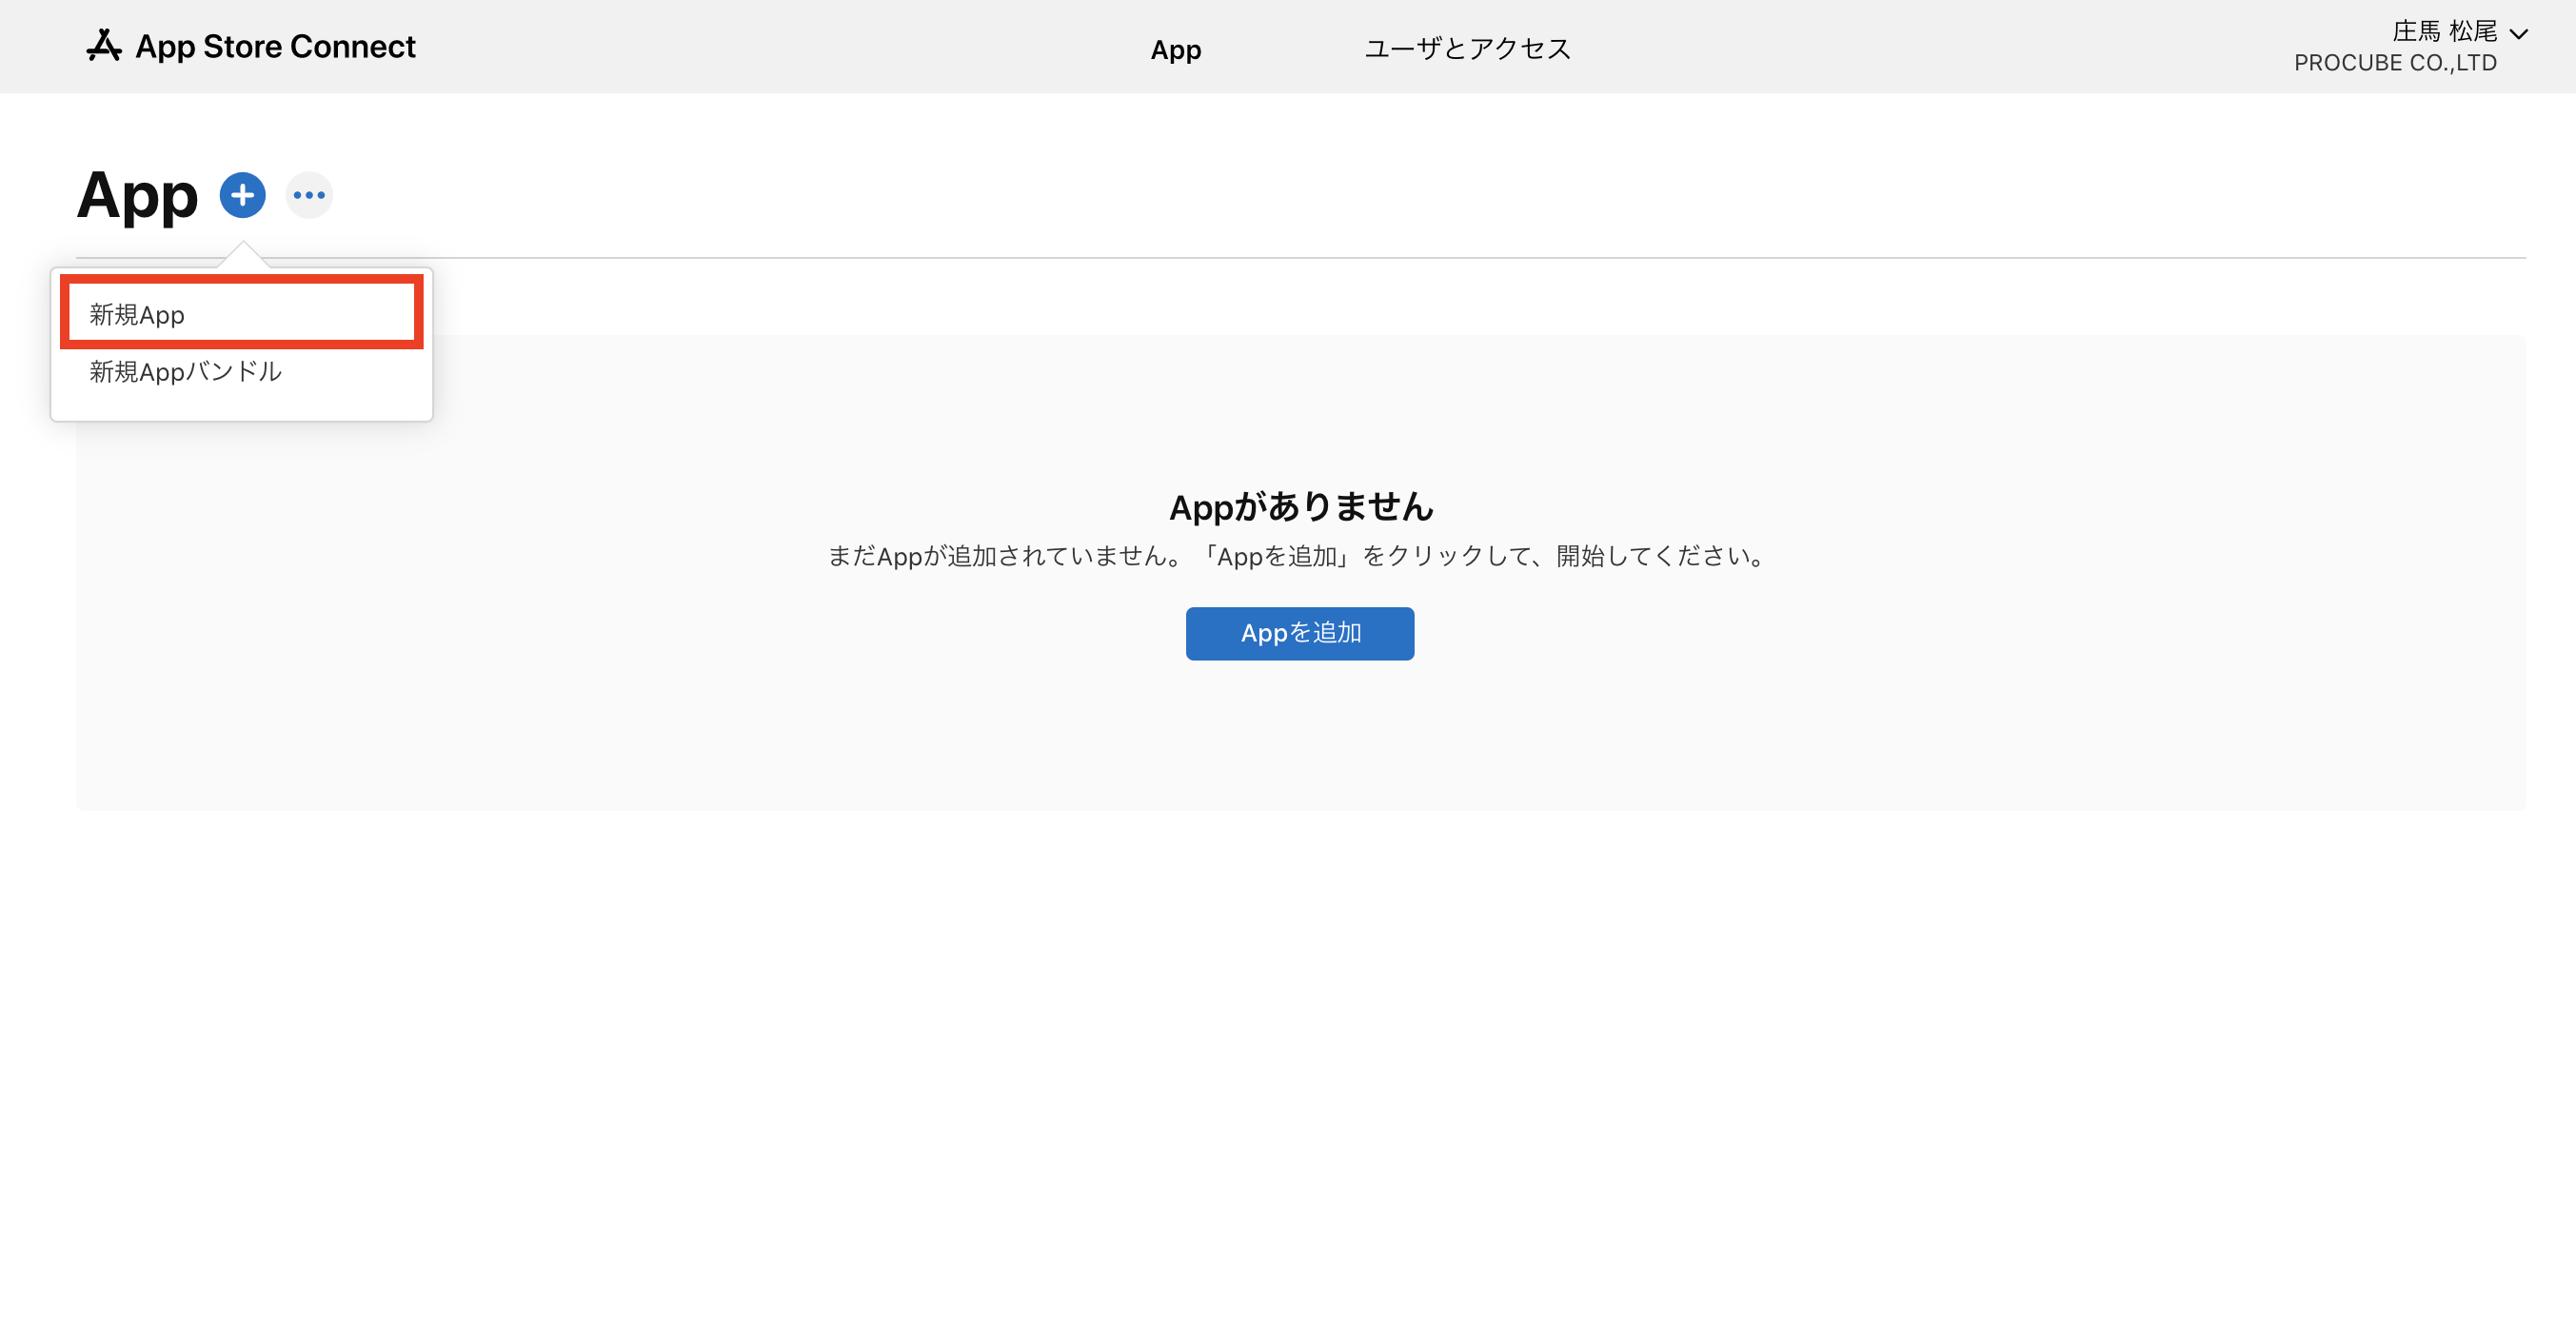 App Store Connect
App
ユーザとアクセス
庄馬 松尾
PROCUBE CO.,LTD
App
新規App
新規Appバンドル
Appがありません
まだAppが追加されていません。「Appを追加」をクリックして、開始してください。
Appを追加